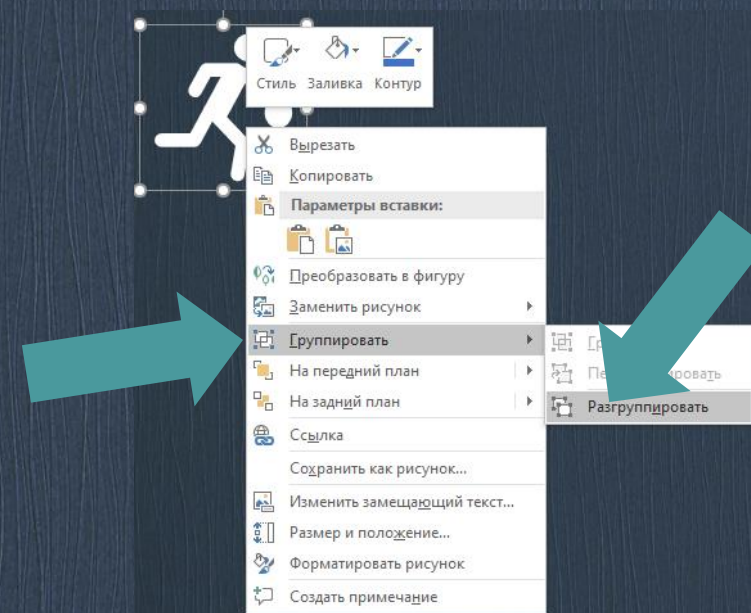 Стиль Заливка Контур
Вырезать
Копировать
Параметры вставки:
Преобразовать в фигуру
Заменить рисунок
Группировать
На передний план
На задний план
Разгруппировать
Ссылка
Сохранить как рисунок...
Изменить замещающий текст...
Размер и положение...
Форматировать рисунок
Создать примечание